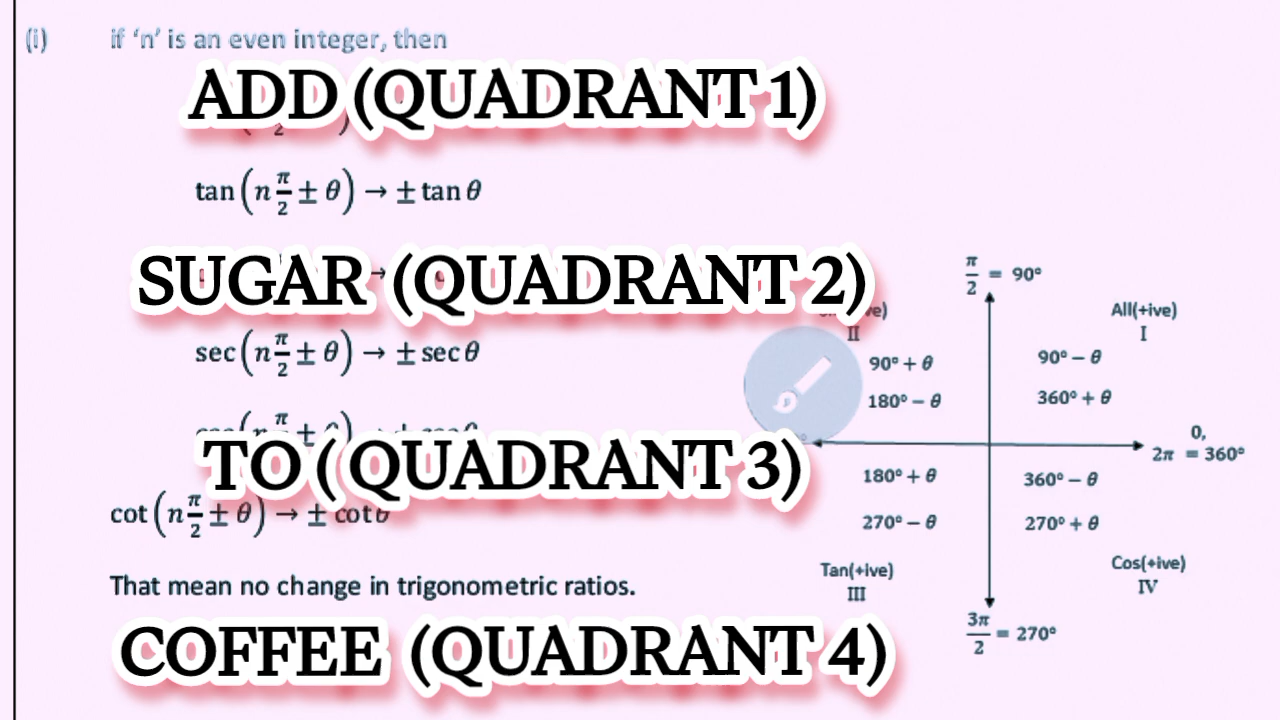 (i) if ‘n’ is an even integer, then
ADD (QUADRANT 1)
tan(n π/2 ± θ) → ± tan θ
SUGAR (QUADRANT 2)
sec(n π/2 ± θ) → ± sec θ
TO ( QUADRANT 3)
cot(n π/2 ± θ) → ± cot θ
That mean no change in trigonometric ratios.
COFFEE (QUADRANT 4)
π/2 = 90°
II
90° + θ
180° − θ
All(+ive)
I
90° − θ
360° + θ
0,
2π = 360°
180° + θ
270° − θ
Tan(+ive)
III
360° − θ
270° + θ
Cos(+ive)
IV
3π/2 = 270°